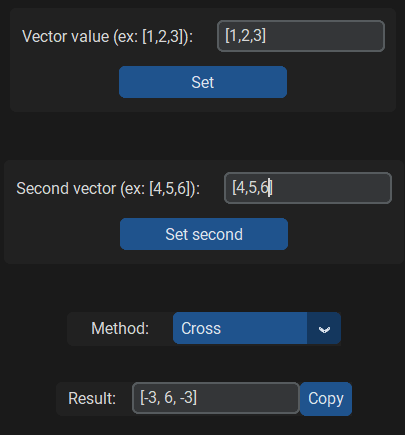 Vector value (ex: [1,2,3]): [1,2,3]
Set
Second vector (ex: [4,5,6]): [4,5,6]
Set second
Method: Cross
Result: [-3, 6, -3] Copy